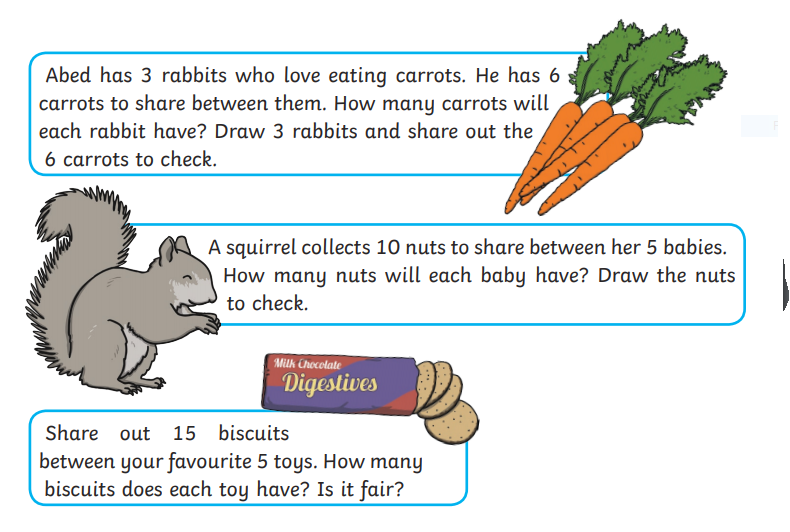 Abed has 3 rabbits who love eating carrots. He has 6
carrots to share between them. How many carrots will
each rabbit have? Draw 3 rabbits and share out the
6 carrots to check.
A squirrel collects 10 nuts to share between her 5 babies.
How many nuts will each baby have? Draw the nuts
to check.
Milk Chocolate
Digestives
Share out 15 biscuits
between your favourite 5 toys. How many
biscuits does each toy have? Is it fair?